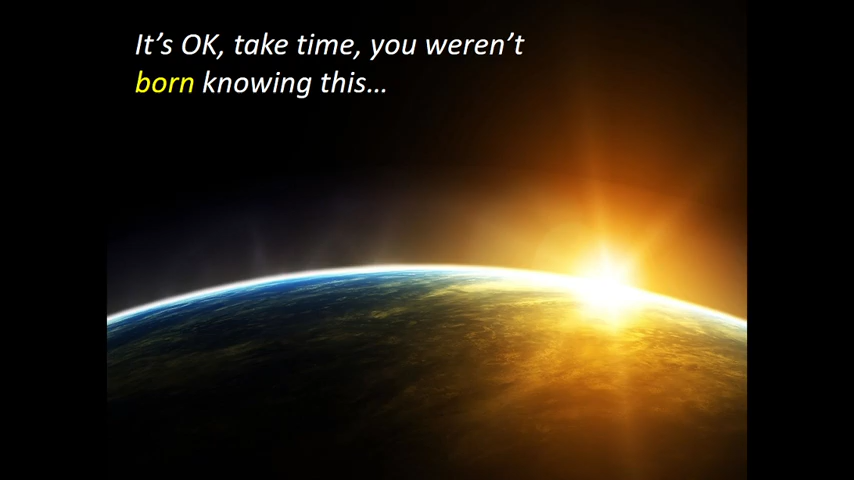 It’s OK, take time, you weren’t
born knowing this…